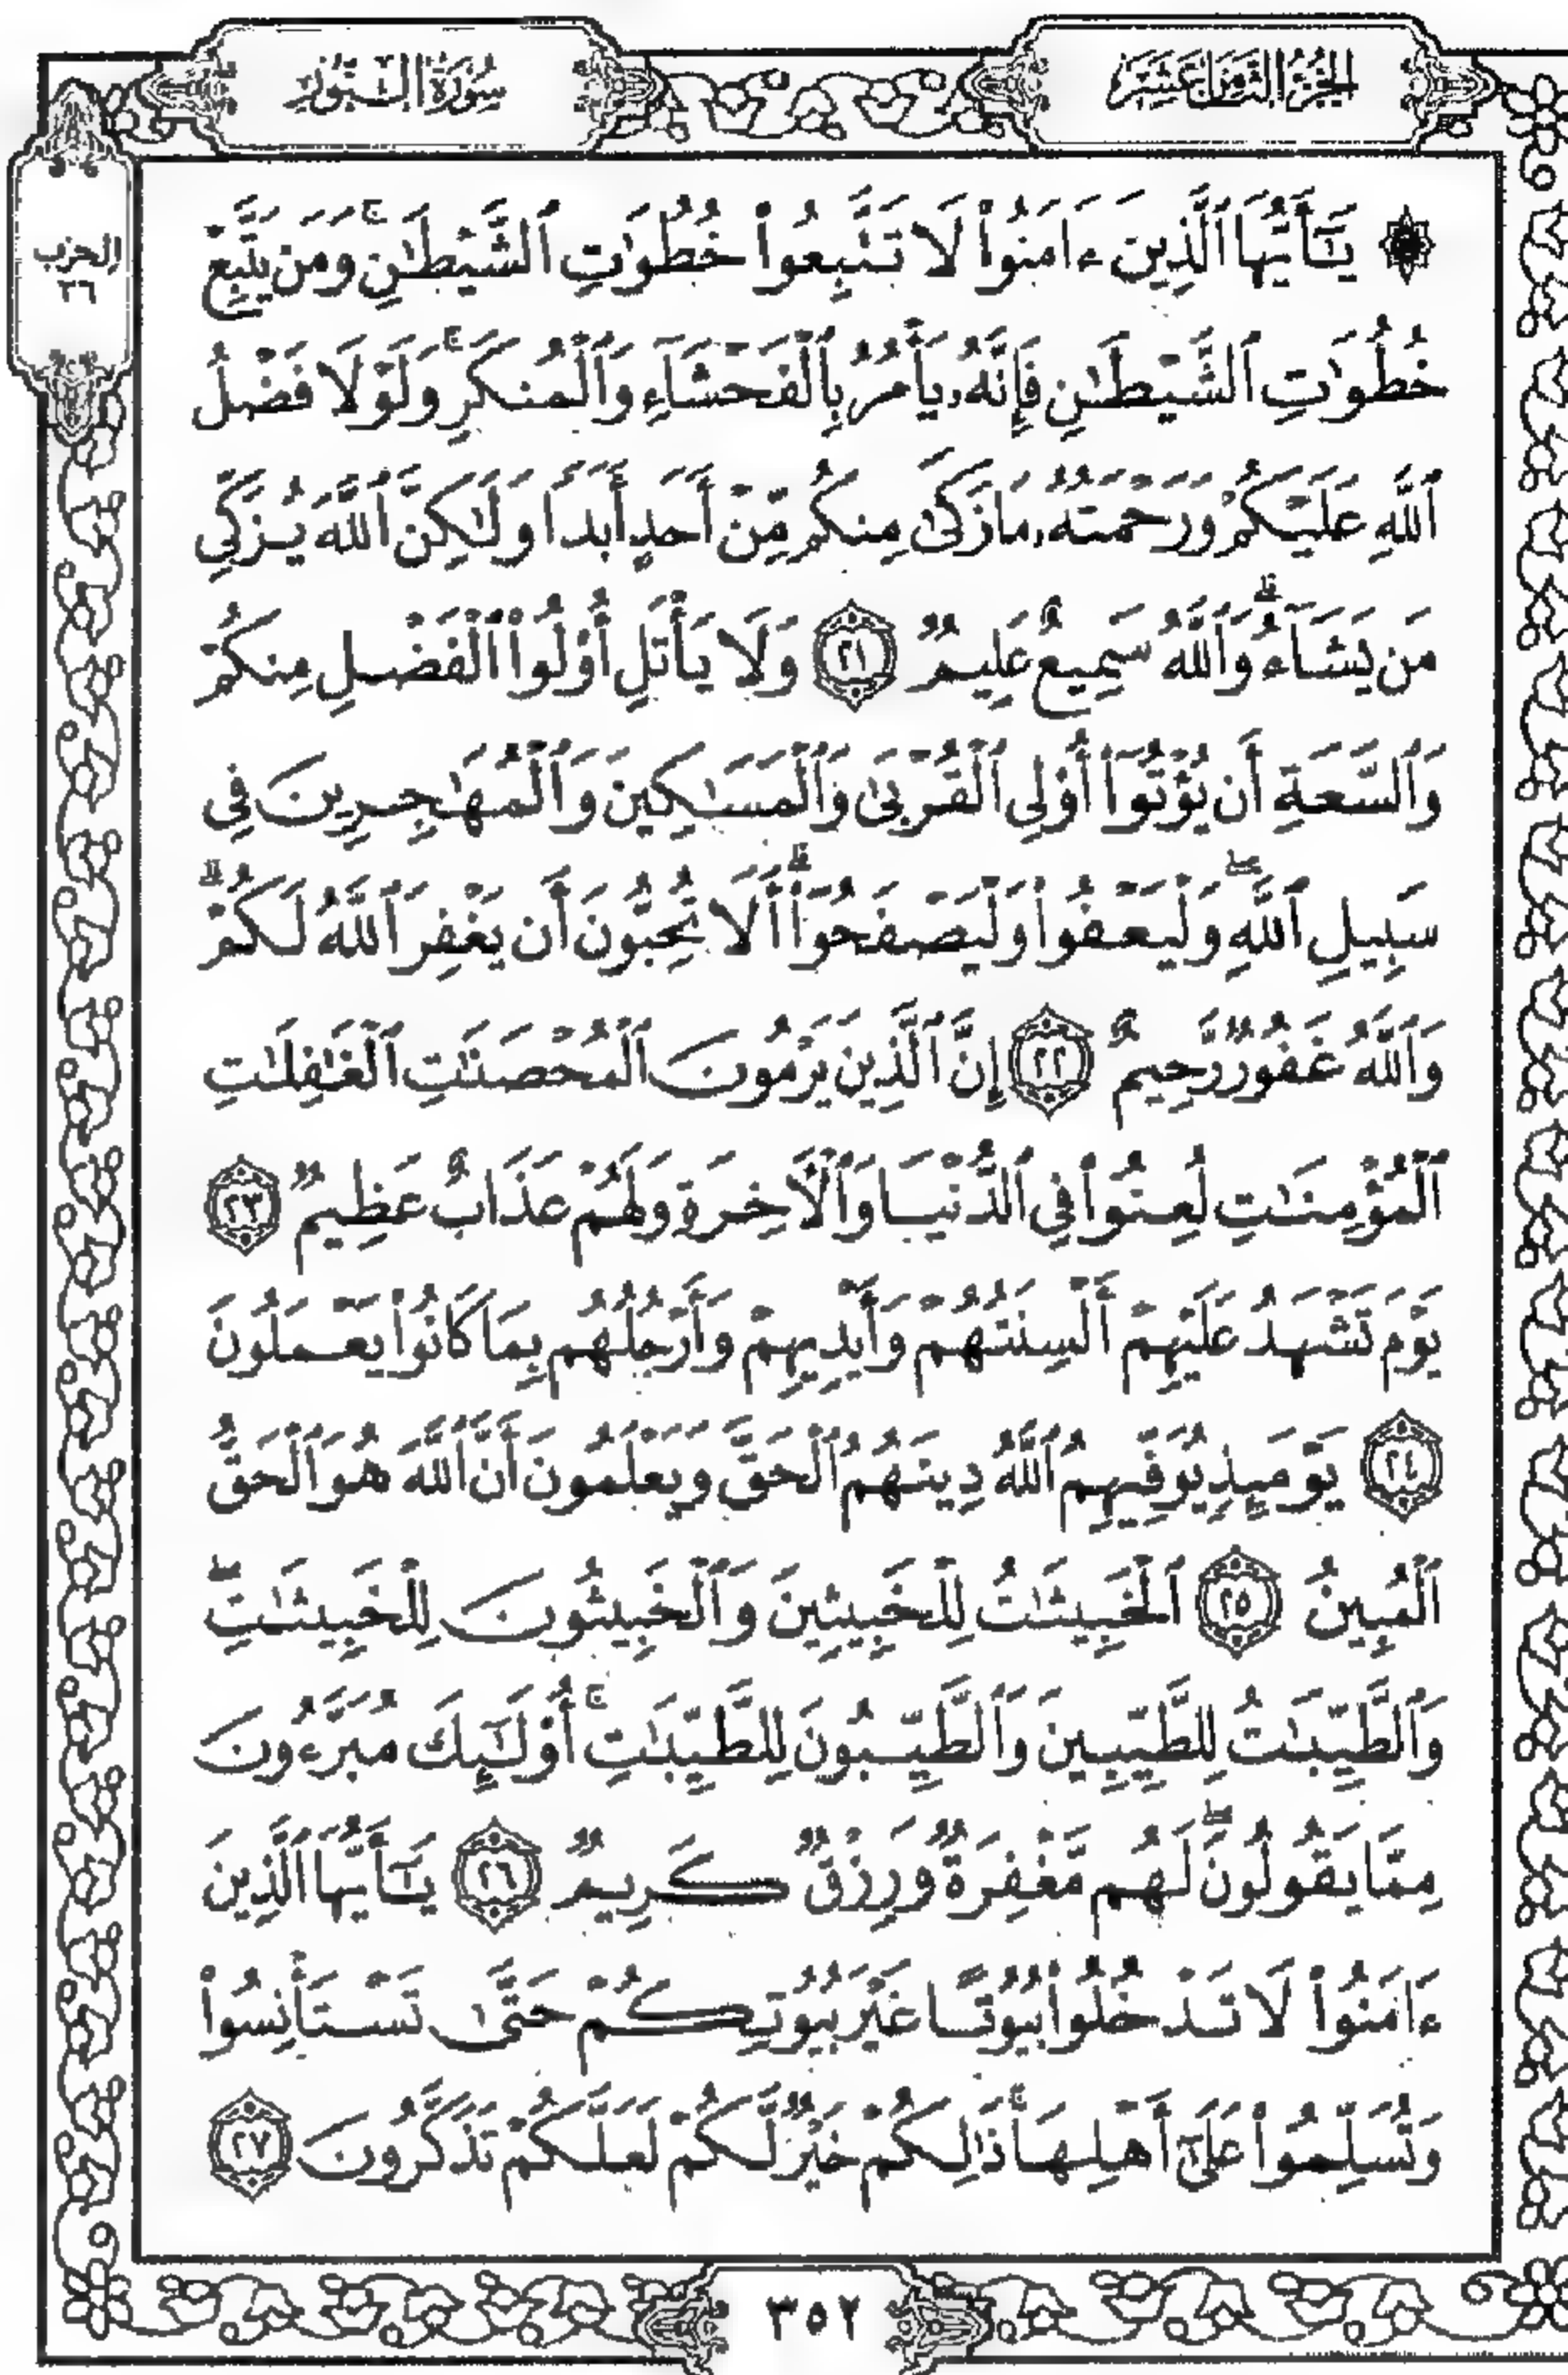 الجزء الثامن عشر
سورة النور
الحزب
٣٦
يَٰٓأَيُّهَا ٱلَّذِينَ ءَامَنُوا۟ لَا تَتَّبِعُوا۟ خُطُوَٰتِ ٱلشَّيْطَٰنِ ۚ وَمَن يَتَّبِعْ
خُطُوَٰتِ ٱلشَّيْطَٰنِ فَإِنَّهُۥ يَأْمُرُ بِٱلْفَحْشَآءِ وَٱلْمُنكَرِ ۚ وَلَوْلَا فَضْلُ
ٱللَّهِ عَلَيْكُمْ وَرَحْمَتُهُۥ مَا زَكَىٰ مِنكُم مِّنْ أَحَدٍ أَبَدًا وَلَٰكِنَّ ٱللَّهَ يُزَكِّى
مَن يَشَآءُ ۗ وَٱللَّهُ سَمِيعٌ عَلِيمٌ ٢١ وَلَا يَأْتَلِ أُو۟لُوا۟ ٱلْفَضْلِ مِنكُمْ
وَٱلسَّعَةِ أَن يُؤْتُوٓا۟ أُو۟لِى ٱلْقُرْبَىٰ وَٱلْمَسَٰكِينَ وَٱلْمُهَٰجِرِينَ فِى
سَبِيلِ ٱللَّهِ ۖ وَلْيَعْفُوا۟ وَلْيَصْفَحُوٓا۟ ۗ أَلَا تُحِبُّونَ أَن يَغْفِرَ ٱللَّهُ لَكُمْ ۗ
وَٱللَّهُ غَفُورٌ رَّحِيمٌ ٢٢ إِنَّ ٱلَّذِينَ يَرْمُونَ ٱلْمُحْصَنَٰتِ ٱلْغَٰفِلَٰتِ
ٱلْمُؤْمِنَٰتِ لُعِنُوا۟ فِى ٱلدُّنْيَا وَٱلْءَاخِرَةِ وَلَهُمْ عَذَابٌ عَظِيمٌ ٢٣
يَوْمَ تَشْهَدُ عَلَيْهِمْ أَلْسِنَتُهُمْ وَأَيْدِيهِمْ وَأَرْجُلُهُم بِمَا كَانُوا۟ يَعْمَلُونَ
٢٤ يَوْمَئِذٍ يُوَفِّيهِمُ ٱللَّهُ دِينَهُمُ ٱلْحَقَّ وَيَعْلَمُونَ أَنَّ ٱللَّهَ هُوَ ٱلْحَقُّ
ٱلْمُبِينُ ٢٥ ٱلْخَبِيثَٰتُ لِلْخَبِيثِينَ وَٱلْخَبِيثُونَ لِلْخَبِيثَٰتِ ۖ
وَٱلطَّيِّبَٰتُ لِلطَّيِّبِينَ وَٱلطَّيِّبُونَ لِلطَّيِّبَٰتِ ۚ أُو۟لَٰٓئِكَ مُبَرَّءُونَ
مِمَّا يَقُولُونَ ۖ لَهُم مَّغْفِرَةٌ وَرِزْقٌ كَرِيمٌ ٢٦ يَٰٓأَيُّهَا ٱلَّذِينَ
ءَامَنُوا۟ لَا تَدْخُلُوا۟ بُيُوتًا غَيْرَ بُيُوتِكُمْ حَتَّىٰ تَسْتَأْنِسُوا۟
وَتُسَلِّمُوا۟ عَلَىٰٓ أَهْلِهَا ۚ ذَٰلِكُمْ خَيْرٌ لَّكُمْ لَعَلَّكُمْ تَذَكَّرُونَ ٢٧
٣٥٢